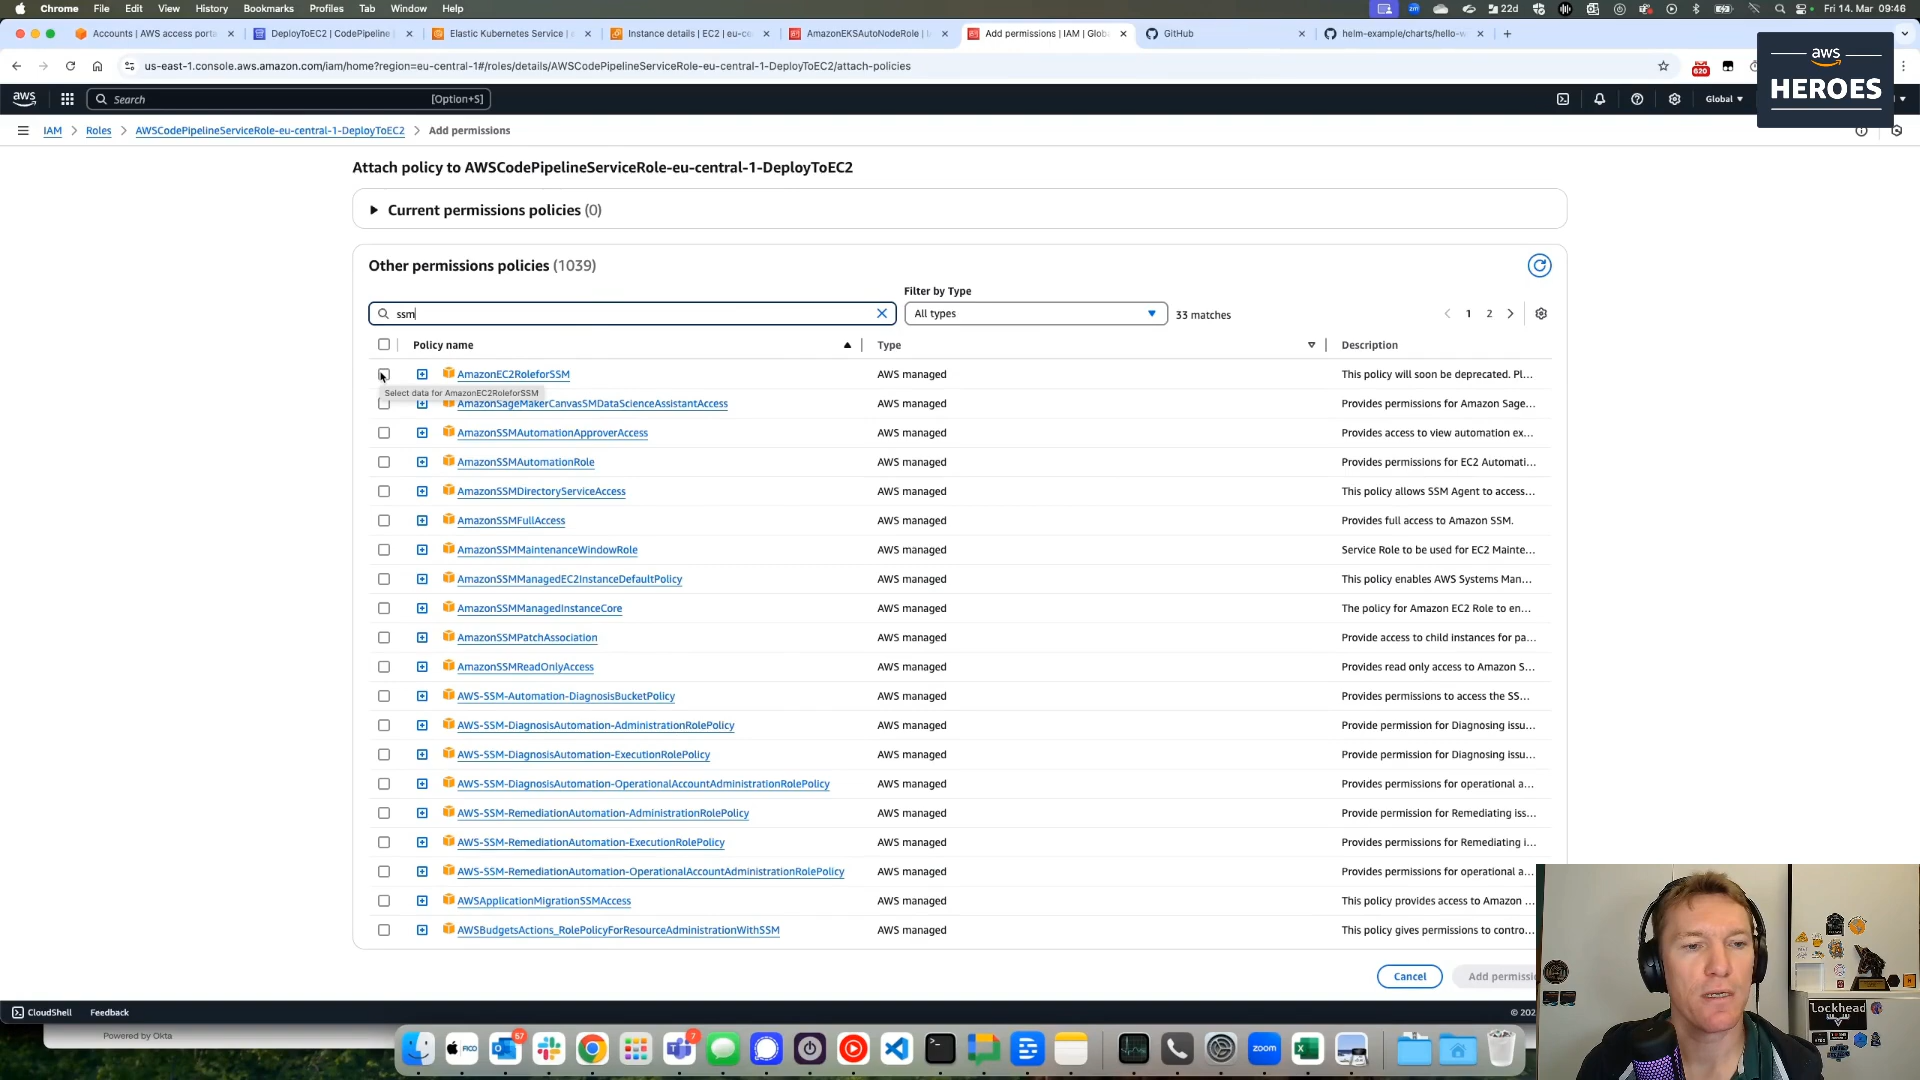 Chrome File Edit View History Bookmarks Profiles Tab Window Help
22d
Fri 14. Mar 09:46
Accounts | AWS access porta
DeployToEC2 | CodePipeline |
Elastic Kubernetes Service |
Instance details | EC2 | eu-ce
AmazonEKSAutoNodeRole |
Add permissions | IAM | Globa
GitHub
helm-example/charts/hello-w
us-east-1.console.aws.amazon.com/iam/home?region=eu-central-1#/roles/details/AWSCodePipelineServiceRole-eu-central-1-DeployToEC2/attach-policies
620
aws
HEROES
aws
Search
[Option+S]
Global
IAM > Roles > AWSCodePipelineServiceRole-eu-central-1-DeployToEC2 > Add permissions
Attach policy to AWSCodePipelineServiceRole-eu-central-1-DeployToEC2
Current permissions policies (0)
Other permissions policies (1039)
Filter by Type
ssm
All types
33 matches
1 2
Policy name Type Description
AmazonEC2RoleforSSM AWS managed This policy will soon be deprecated. Pl...
Select data for AmazonEC2RoleforSSM
AmazonSageMakerCanvasSMDataScienceAssistantAccess AWS managed Provides permissions for Amazon Sage...
AmazonSSMAutomationApproverAccess AWS managed Provides access to view automation ex...
AmazonSSMAutomationRole AWS managed Provides permissions for EC2 Automati...
AmazonSSMDirectoryServiceAccess AWS managed This policy allows SSM Agent to access...
AmazonSSMFullAccess AWS managed Provides full access to Amazon SSM.
AmazonSSMMaintenanceWindowRole AWS managed Service Role to be used for EC2 Mainte...
AmazonSSMManagedEC2InstanceDefaultPolicy AWS managed This policy enables AWS Systems Man...
AmazonSSMManagedInstanceCore AWS managed The policy for Amazon EC2 Role to en...
AmazonSSMPatchAssociation AWS managed Provide access to child instances for pa...
AmazonSSMReadOnlyAccess AWS managed Provides read only access to Amazon S...
AWS-SSM-Automation-DiagnosisBucketPolicy AWS managed Provides permissions to access the SS...
AWS-SSM-DiagnosisAutomation-AdministrationRolePolicy AWS managed Provide permission for Diagnosing issu...
AWS-SSM-DiagnosisAutomation-ExecutionRolePolicy AWS managed Provide permission for Diagnosing issu...
AWS-SSM-DiagnosisAutomation-OperationalAccountAdministrationRolePolicy AWS managed Provides permissions for operational a...
AWS-SSM-RemediationAutomation-AdministrationRolePolicy AWS managed Provide permission for Remediating iss...
AWS-SSM-RemediationAutomation-ExecutionRolePolicy AWS managed Provides permissions for Remediating i...
AWS-SSM-RemediationAutomation-OperationalAccountAdministrationRolePolicy AWS managed Provides permissions for operational a...
AWSApplicationMigrationSSMAccess AWS managed This policy provides access to Amazon ...
AWSBudgetsActions_RolePolicyForResourceAdministrationWithSSM AWS managed This policy gives permissions to contro...
Cancel
Add permissi
CloudShell Feedback
© 202
Powered by Okta
FICO
57
7
zoom
Lockhead